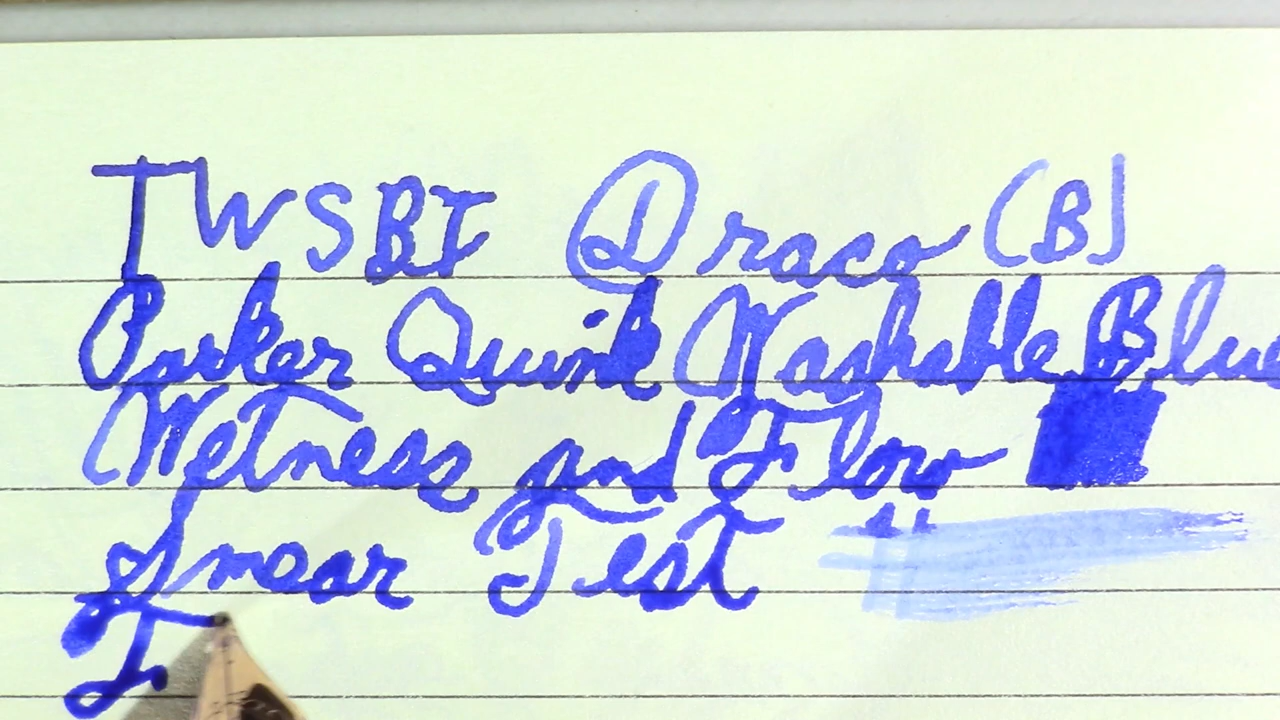 TWSBI Draco (B)
Parker Quink Washable Blue
Wetness and Flow
Smear Test
F